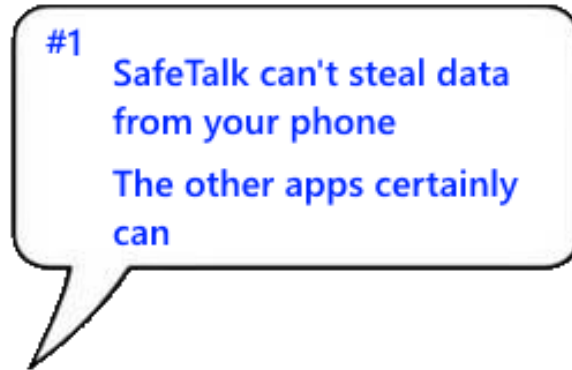 #1
SafeTalk can't steal data
from your phone
The other apps certainly
can